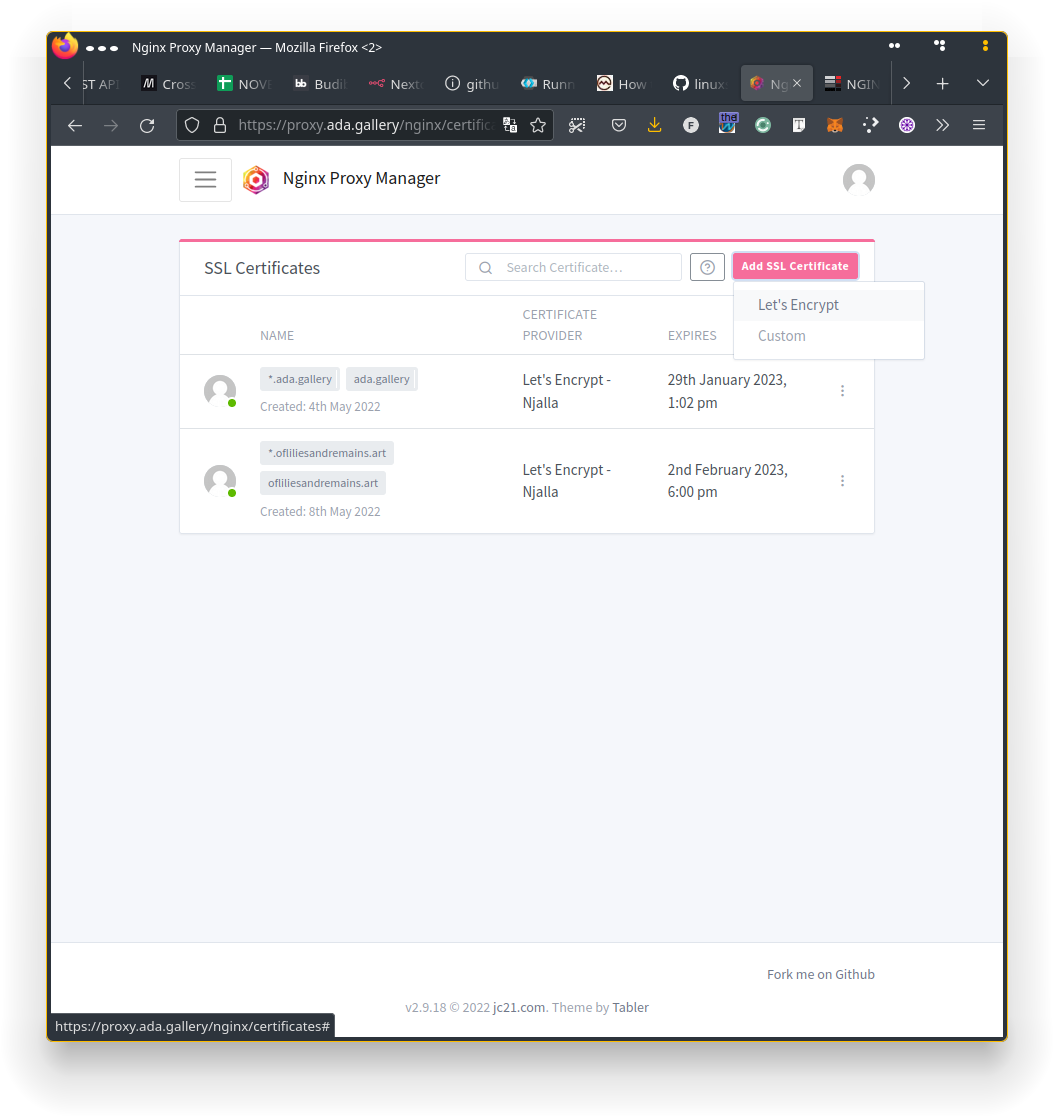 Nginx Proxy Manager — Mozilla Firefox <2>
ST API Cross NOVE bb Budib Nexte githu Runn How linux Ng NGIN
https://proxy.ada.gallery/nginx/certific F the T
Nginx Proxy Manager
SSL Certificates Search Certificate... Add SSL Certificate
Let's Encrypt
Custom
NAME CERTIFICATE PROVIDER EXPIRES
*.ada.gallery ada.gallery
Created: 4th May 2022
Let's Encrypt -
Njalla
29th January 2023,
1:02 pm
*.ofliliesandremains.art
ofliliesandremains.art
Created: 8th May 2022
Let's Encrypt -
Njalla
2nd February 2023,
6:00 pm
Fork me on Github
v2.9.18 © 2022 jc21.com. Theme by Tabler
https://proxy.ada.gallery/nginx/certificates#